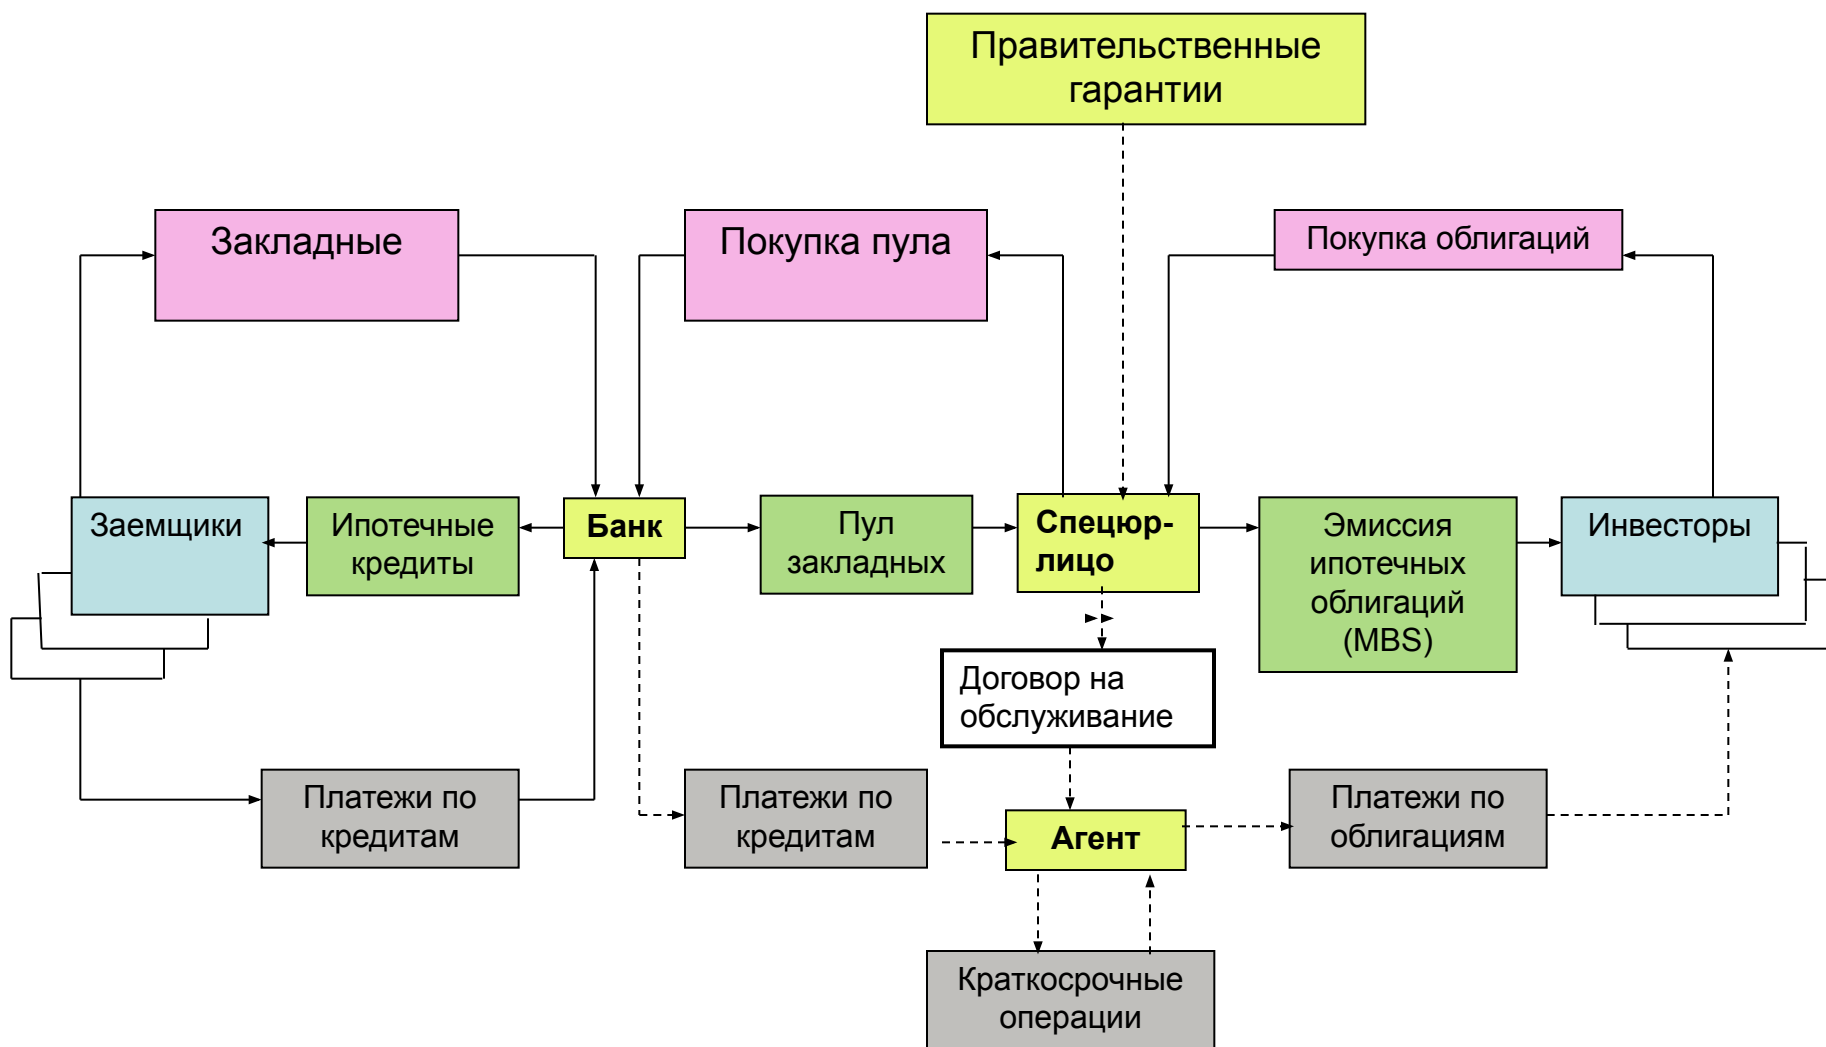 Правительственные
гарантии
Закладные
Покупка пула
Покупка облигаций
Заемщики
Ипотечные
кредиты
Банк
Пул
закладных
Спецюр-
лицо
Эмиссия
ипотечных
облигаций
(MBS)
Инвесторы
Договор на
обслуживание
Платежи по
кредитам
Платежи по
кредитам
Агент
Платежи по
облигациям
Краткосрочные
операции